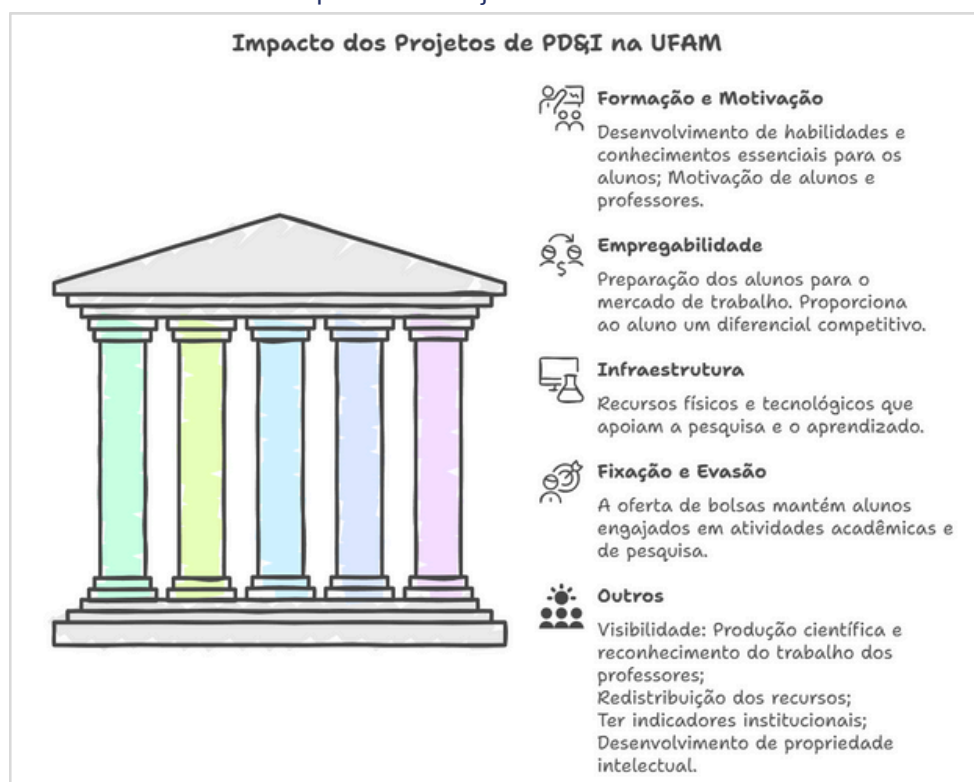 Impacto dos Projetos de PD&I na UFAM
Formação e Motivação
Desenvolvimento de habilidades e
conhecimentos essenciais para os
alunos; Motivação de alunos e
professores.
Empregabilidade
Preparação dos alunos para o
mercado de trabalho. Proporciona
ao aluno um diferencial competitivo.
Infraestrutura
Recursos físicos e tecnológicos que
apoiam a pesquisa e o aprendizado.
Fixação e Evasão
A oferta de bolsas mantém alunos
engajados em atividades acadêmicas e
de pesquisa.
Outros
Visibilidade: Produção científica e
reconhecimento do trabalho dos
professores;
Redistribuição dos recursos;
Ter indicadores institucionais;
Desenvolvimento de propriedade
intelectual.